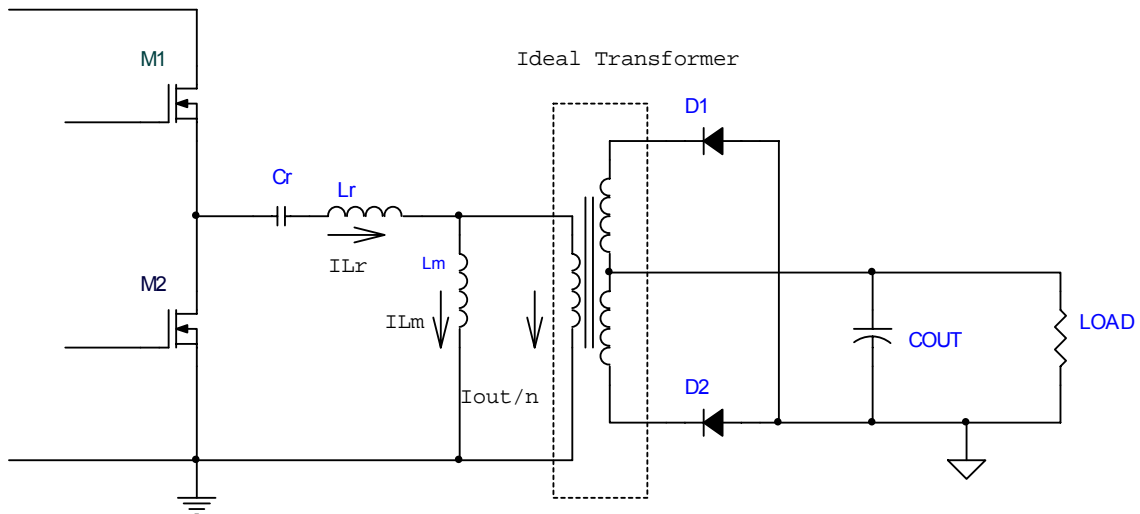 M1
Ideal Transformer
D1
Cr
Lr
ILr
Lm
M2
ILm
LOAD
COUT
Iout/n
D2